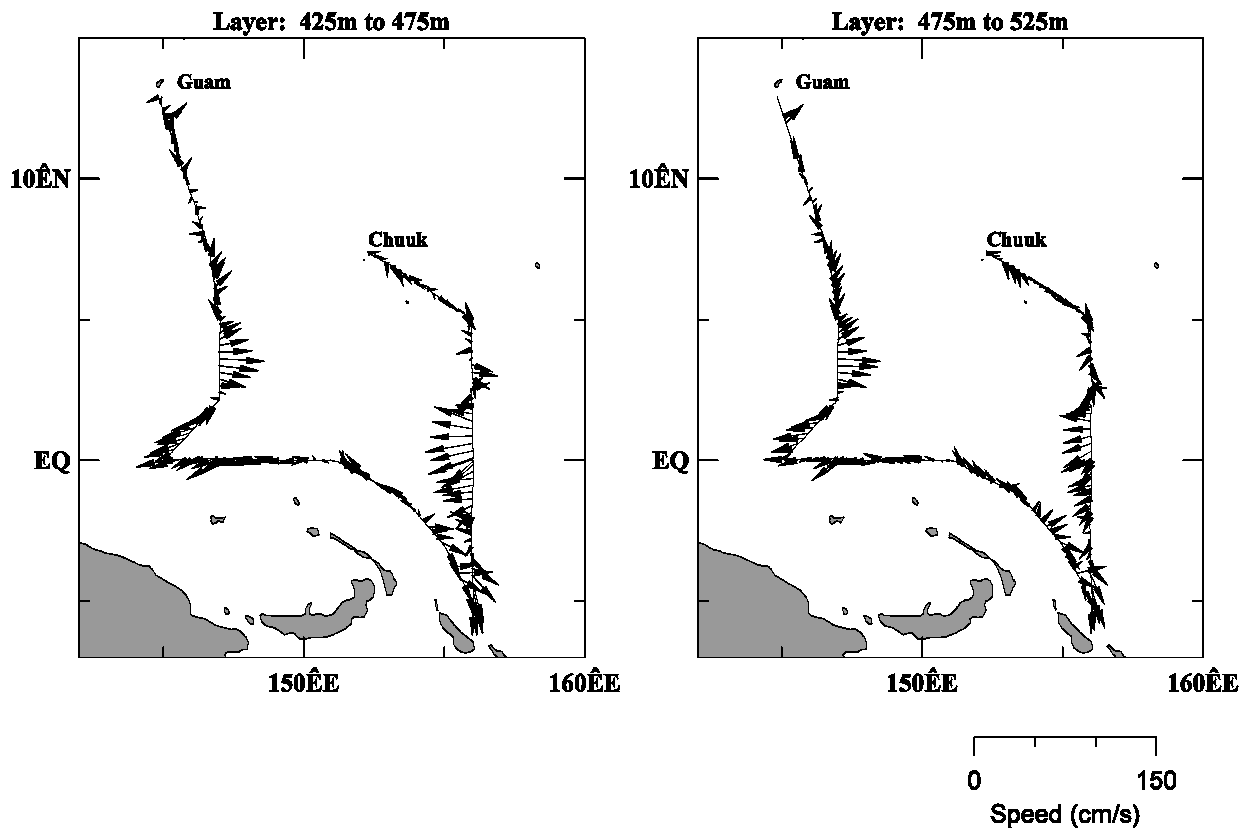 Layer:  425m to 475m
Layer:  475m to 525m
Guam
Guam
10ÊN
10ÊN
Chuuk
Chuuk
EQ
EQ
150ÊE
160ÊE
150ÊE
160ÊE
0
150
Speed (cm/s)